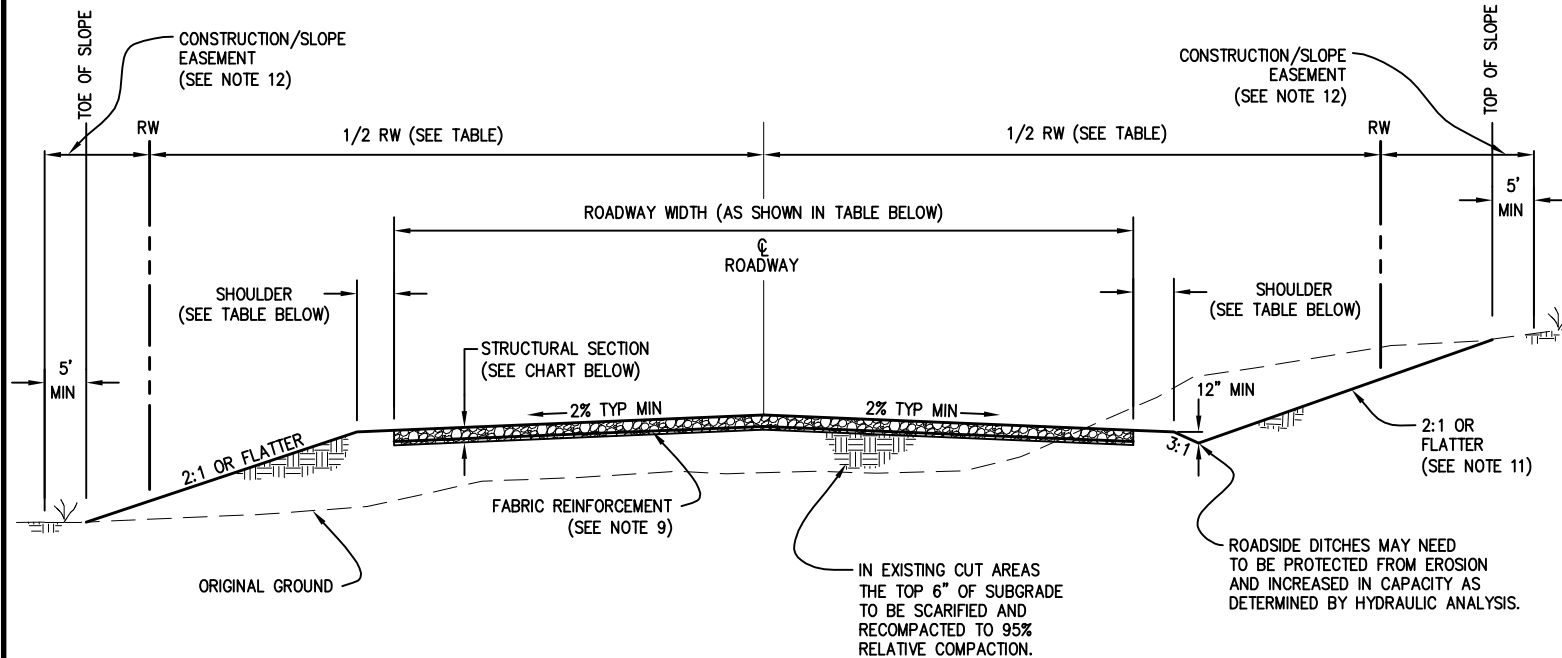 TOE OF SLOPE
CONSTRUCTION/SLOPE
EASEMENT
(SEE NOTE 12)
CONSTRUCTION/SLOPE
EASEMENT
(SEE NOTE 12)
TOP OF SLOPE
RW
1/2 RW (SEE TABLE)
1/2 RW (SEE TABLE)
RW
5'
MIN
ROADWAY WIDTH (AS SHOWN IN TABLE BELOW)
℄
ROADWAY
SHOULDER
(SEE TABLE BELOW)
SHOULDER
(SEE TABLE BELOW)
STRUCTURAL SECTION
(SEE CHART BELOW)
5'
MIN
12" MIN
2% TYP MIN
2% TYP MIN
2:1 OR FLATTER
3:1
2:1 OR
FLATTER
(SEE NOTE 11)
FABRIC REINFORCEMENT
(SEE NOTE 9)
ORIGINAL GROUND
IN EXISTING CUT AREAS
THE TOP 6" OF SUBGRADE
TO BE SCARIFIED AND
RECOMPACTED TO 95%
RELATIVE COMPACTION.
ROADSIDE DITCHES MAY NEED
TO BE PROTECTED FROM EROSION
AND INCREASED IN CAPACITY AS
DETERMINED BY HYDRAULIC ANALYSIS.